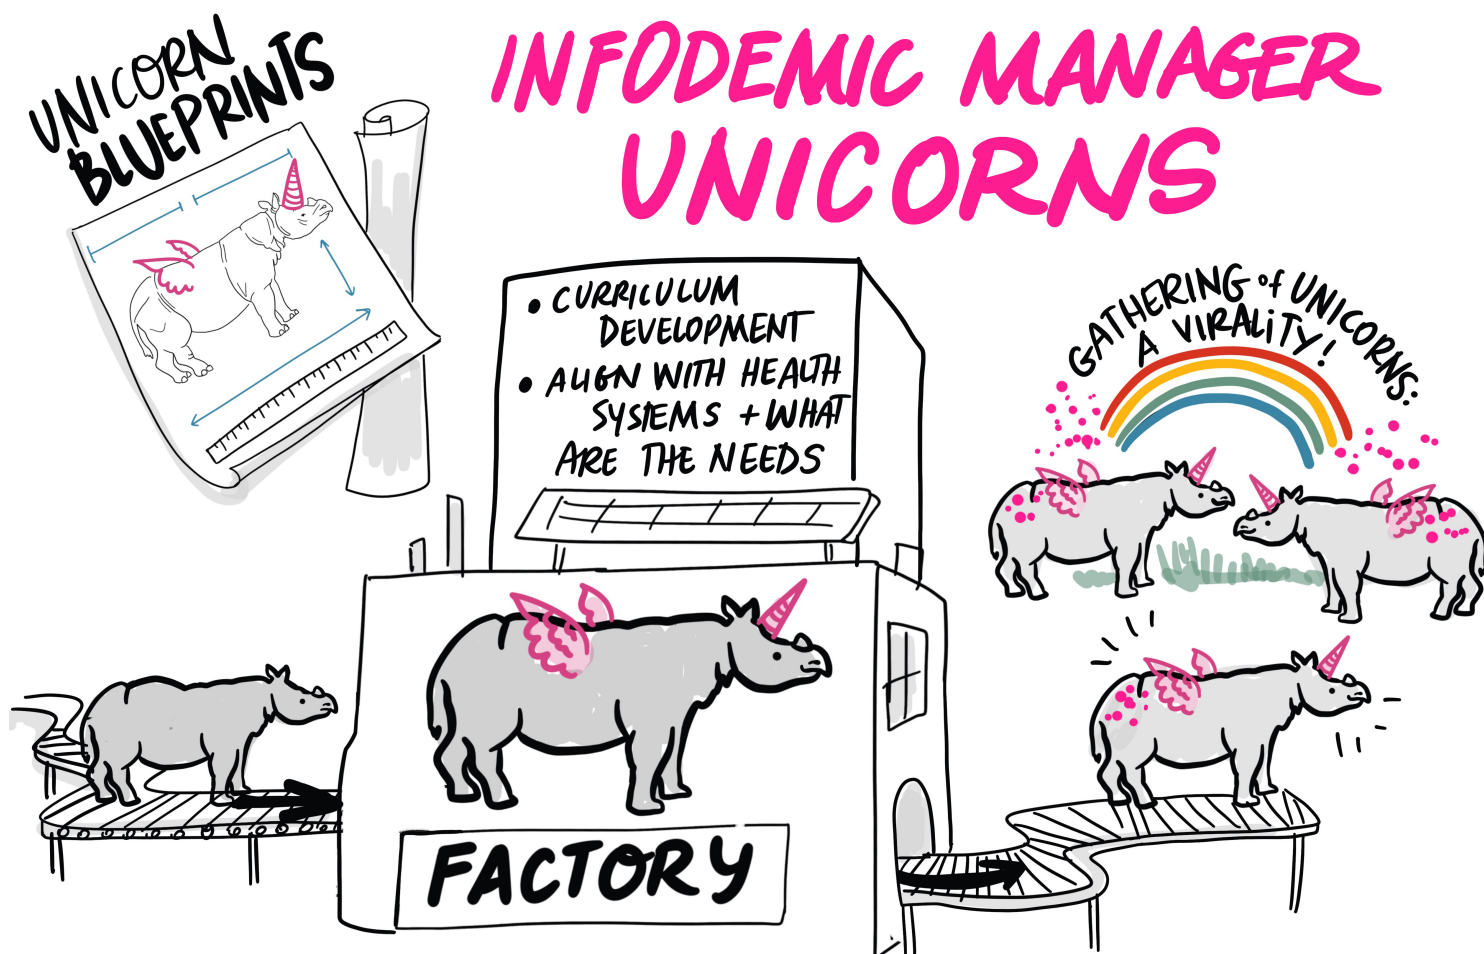 UNICORN
BLUEPRINTS
INFODEMIC MANAGER
UNICORNS
• CURRICULUM
DEVELOPMENT
• ALIGN WITH HEALTH
SYSTEMS + WHAT
ARE THE NEEDS
FACTORY
GATHERING of UNICORNS:
A VIRALITY!